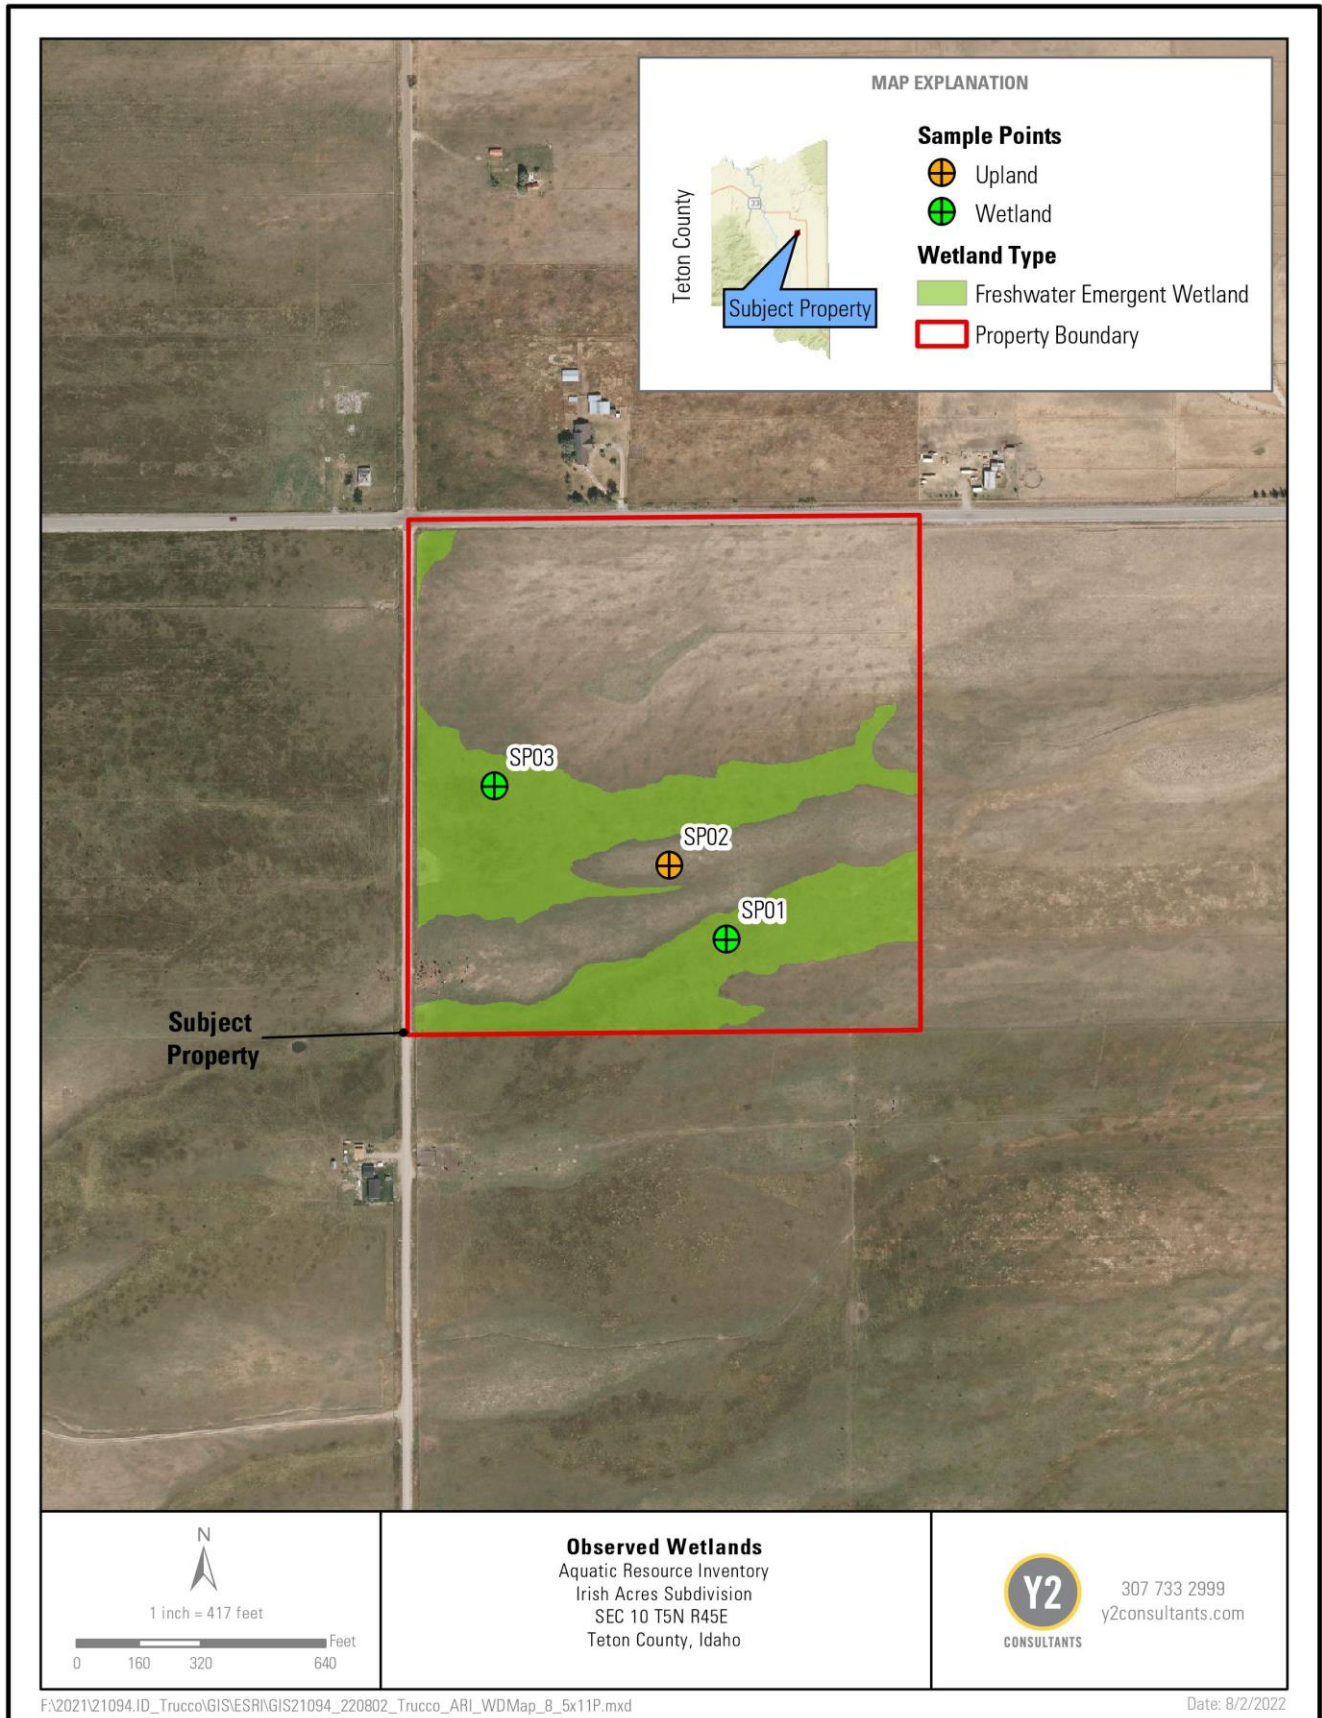 MAP EXPLANATION
Teton County
33
Subject Property
Sample Points
Upland
Wetland
Wetland Type
Freshwater Emergent Wetland
Property Boundary
SP03
SP02
SP01
Subject
Property
N
1 inch = 417 feet
Feet
0 160 320 640
Observed Wetlands
Aquatic Resource Inventory
Irish Acres Subdivision
SEC 10 T5N R45E
Teton County, Idaho
Y2
CONSULTANTS
307 733 2999
y2consultants.com
F:\2021\21094.ID_Trucco\GIS\ESRI\GIS21094_220802_Trucco_ARI_WDMap_8_5x11P.mxd
Date: 8/2/2022